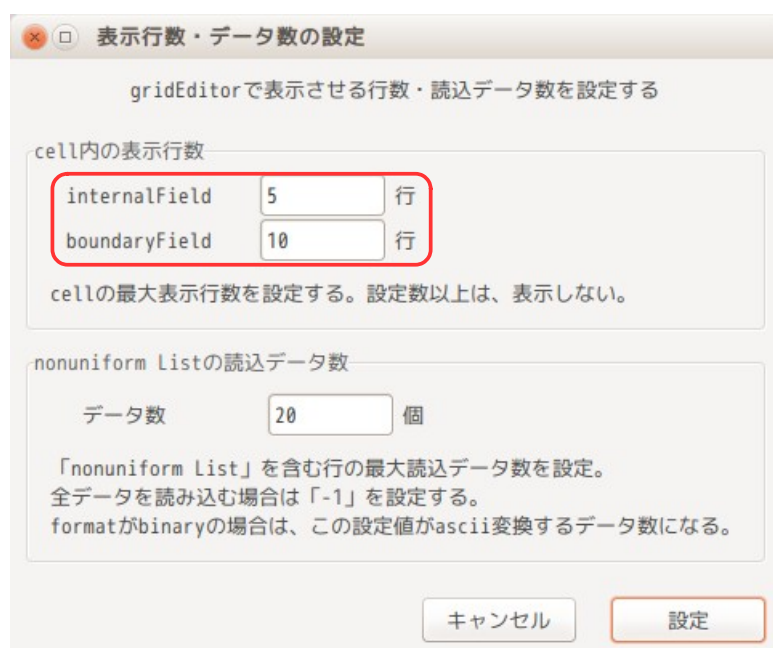 表示行数・データ数の設定
gridEditorで表示させる行数・読込データ数を設定する
cell内の表示行数
internalField 5 行
boundaryField 10 行
cellの最大表示行数を設定する。設定数以上は、表示しない。
nonuniform Listの読込データ数
データ数 20 個
「nonuniform List」を含む行の最大読込データ数を設定。
全データを読み込む場合は「-1」を設定する。
formatがbinaryの場合は、この設定値がascii変換するデータ数になる。
キャンセル 設定